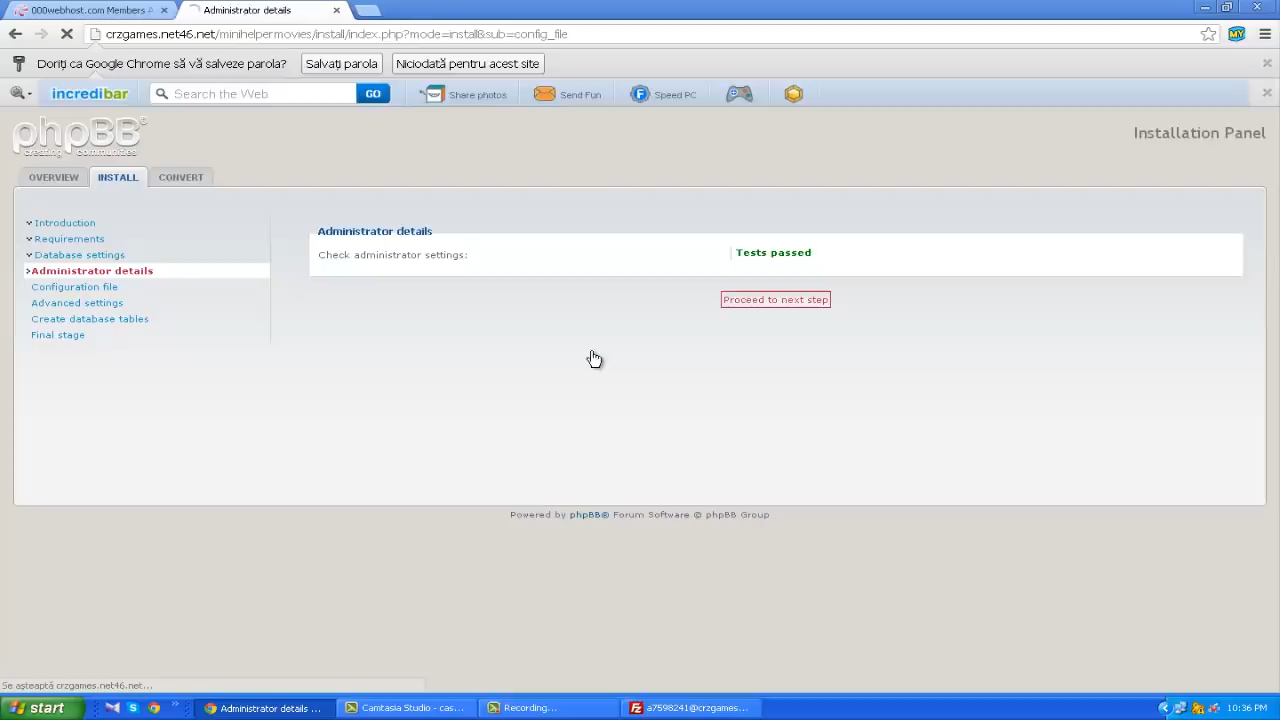 000webhost.com Members A
Administrator details
crzgames.net46.net/minihelpermovies/install/index.php?mode=install&sub=config_file
Doriți ca Google Chrome să vă salveze parola?
Salvați parola
Niciodată pentru acest site
incredibar
Search the Web
GO
Share photos
Send Fun
Speed PC
phpBB®
creating communities
Installation Panel
OVERVIEW
INSTALL
CONVERT
Introduction
Requirements
Database settings
Administrator details
Configuration file
Advanced settings
Create database tables
Final stage
Administrator details
Check administrator settings:
Tests passed
Proceed to next step
Powered by phpBB® Forum Software © phpBB Group
Se așteaptă crzgames.net46.net...
start
Administrator details ...
Camtasia Studio - cas...
Recording...
a7598241@crzgames...
10:36 PM